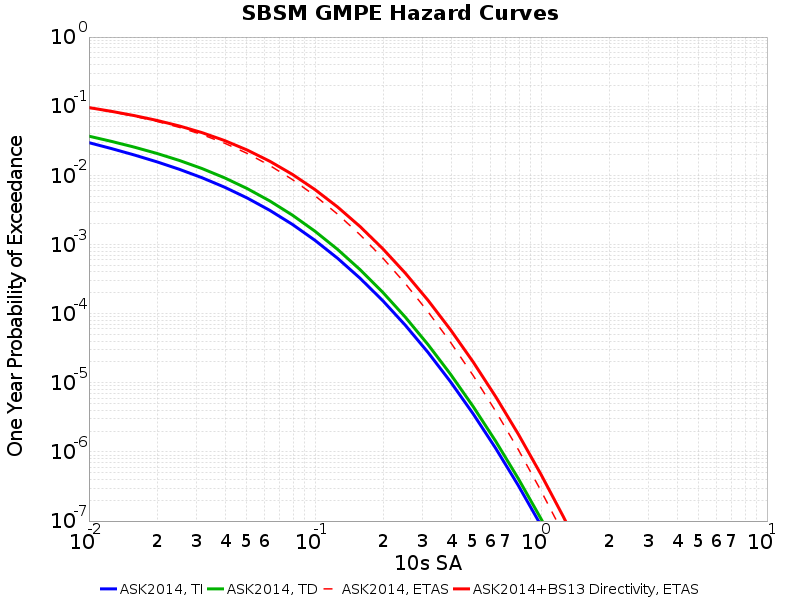 SBSM GMPE Hazard Curves
One Year Probability of Exceedance
10^0
10^-1
10^-2
10^-3
10^-4
10^-5
10^-6
10^-7
10^-2 2 3 4 5 6 10^-1 2 3 4 5 6 7 10^0 2 3 4 5 6 7 10^1
10s SA
ASK2014, TI ASK2014, TD ASK2014, ETAS ASK2014+BS13 Directivity, ETAS